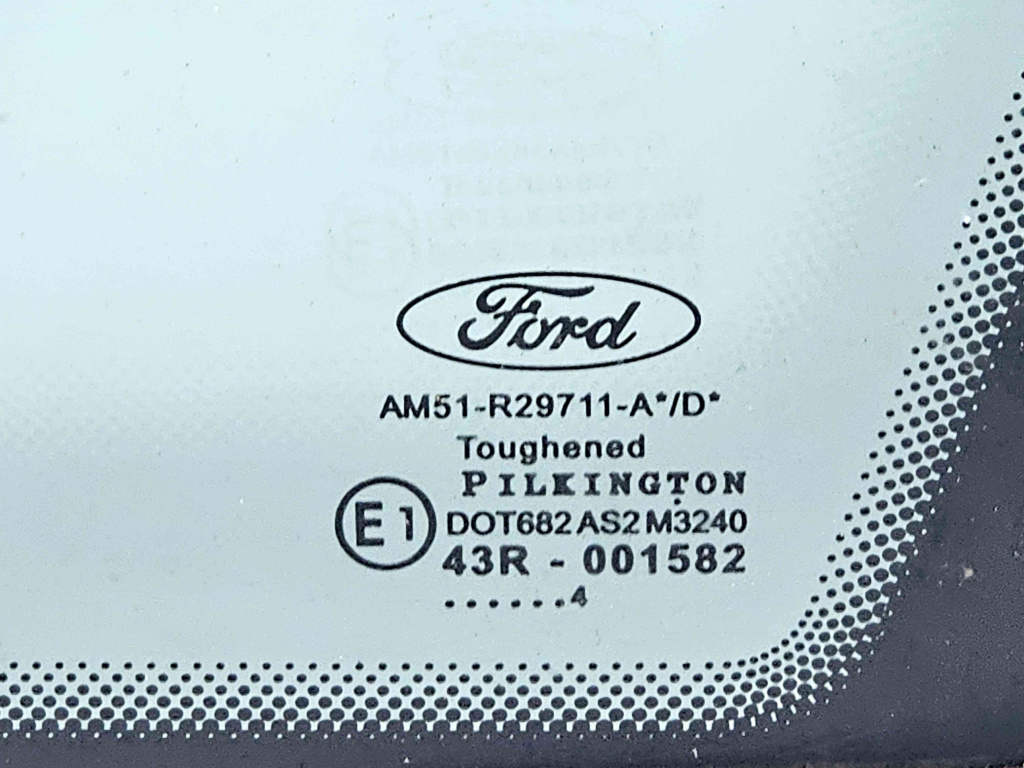 Ford
AM51-R29711-A*/D*
Toughened
PILKINGTON
E1 DOT682 AS2 M3240
43R - 001582
......4